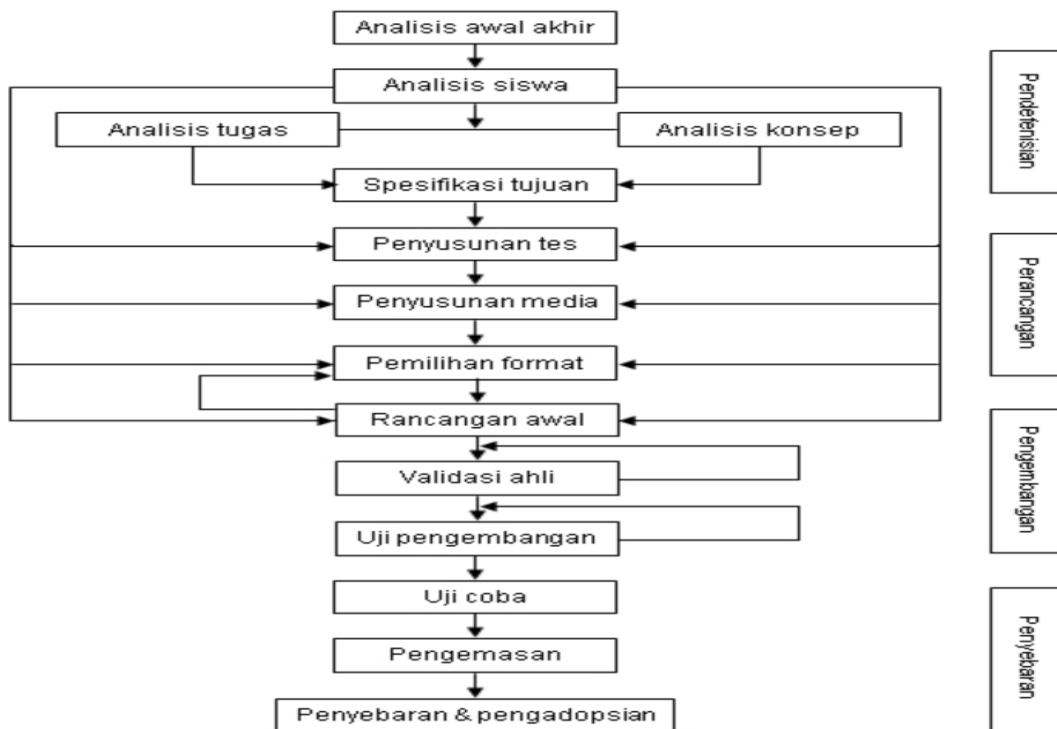 Analisis awal akhir
Analisis siswa
Analisis tugas
Analisis konsep
Spesifikasi tujuan
Penyusunan tes
Penyusunan media
Pemilihan format
Rancangan awal
Validasi ahli
Uji pengembangan
Uji coba
Pengemasan
Penyebaran & pengadopsian
Pendefenisian
Perancangan
Pengembangan
Penyebaran